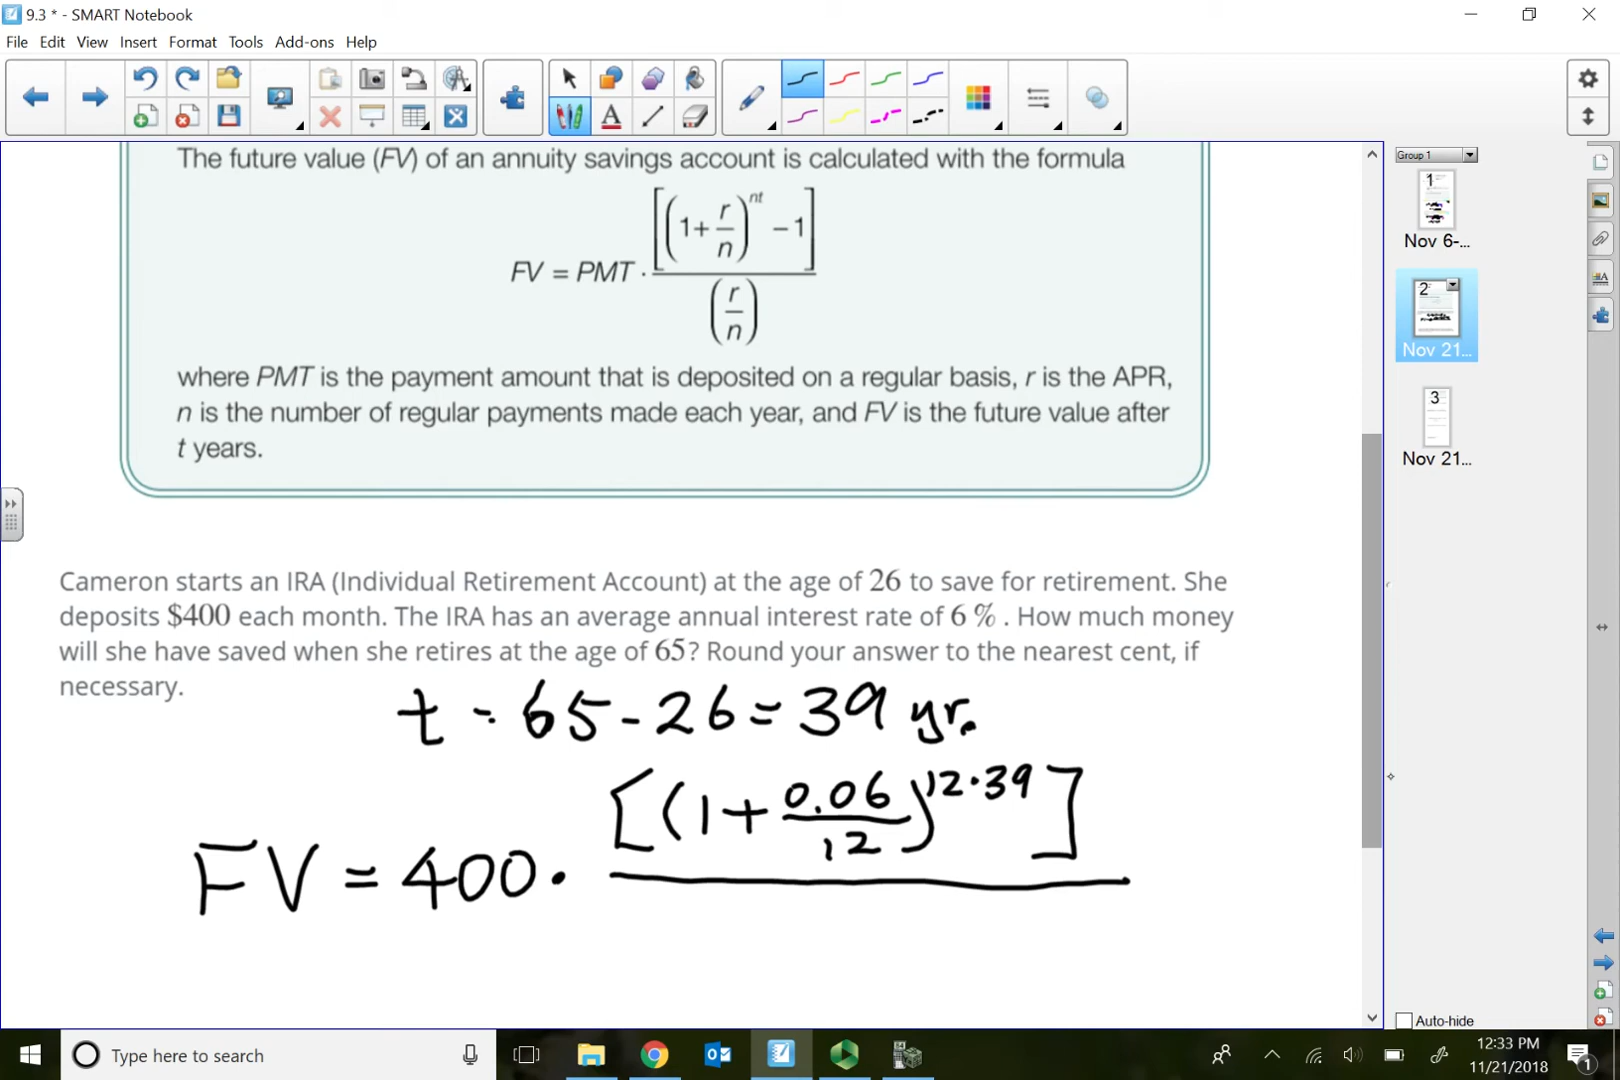 9.3 * - SMART Notebook
File Edit View Insert Format Tools Add-ons Help
The future value (FV) of an annuity savings account is calculated with the formula
FV = PMT · [(1 + r/n)^nt − 1] / (r/n)
where PMT is the payment amount that is deposited on a regular basis, r is the APR,
n is the number of regular payments made each year, and FV is the future value after
t years.
Cameron starts an IRA (Individual Retirement Account) at the age of 26 to save for retirement. She
deposits $400 each month. The IRA has an average annual interest rate of 6 % . How much money
will she have saved when she retires at the age of 65? Round your answer to the nearest cent, if
necessary.
t = 65 - 26 = 39 yr.
FV = 400 · [(1 + 0.06/12)^12·39]
Group 1
1
Nov 6-...
2
Nov 21...
3
Nov 21...
Auto-hide
Type here to search
12:33 PM
11/21/2018
1